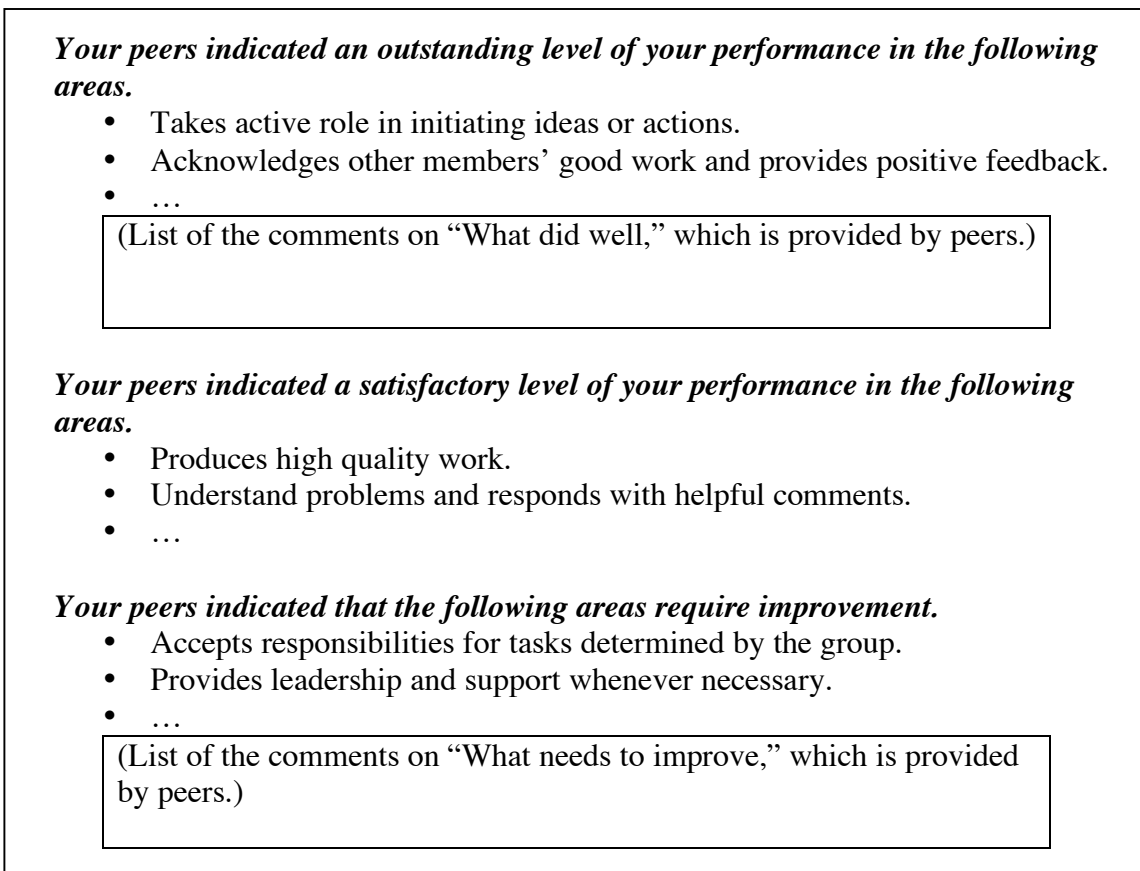 Your peers indicated an outstanding level of your performance in the following
areas.
• Takes active role in initiating ideas or actions.
• Acknowledges other members’ good work and provides positive feedback.
• …
(List of the comments on “What did well,” which is provided by peers.)
Your peers indicated a satisfactory level of your performance in the following
areas.
• Produces high quality work.
• Understand problems and responds with helpful comments.
• …
Your peers indicated that the following areas require improvement.
• Accepts responsibilities for tasks determined by the group.
• Provides leadership and support whenever necessary.
• …
(List of the comments on “What needs to improve,” which is provided
by peers.)